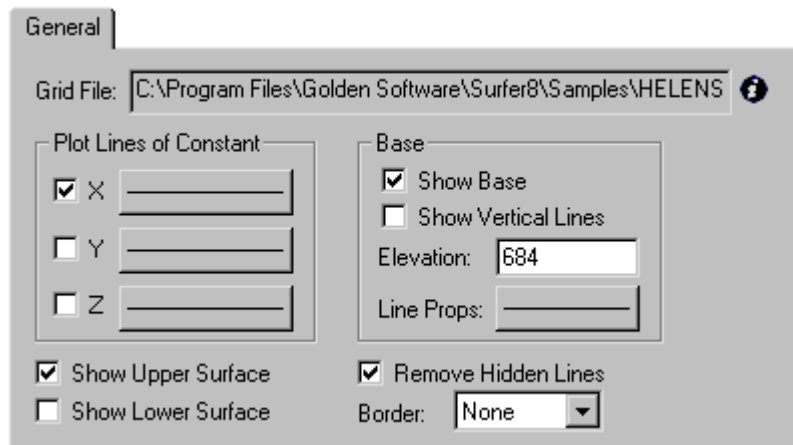 General
Grid File: C:\Program Files\Golden Software\Surfer8\Samples\HELENS
Plot Lines of Constant
X
Y
Z
Base
Show Base
Show Vertical Lines
Elevation: 684
Line Props:
Show Upper Surface
Show Lower Surface
Remove Hidden Lines
Border: None